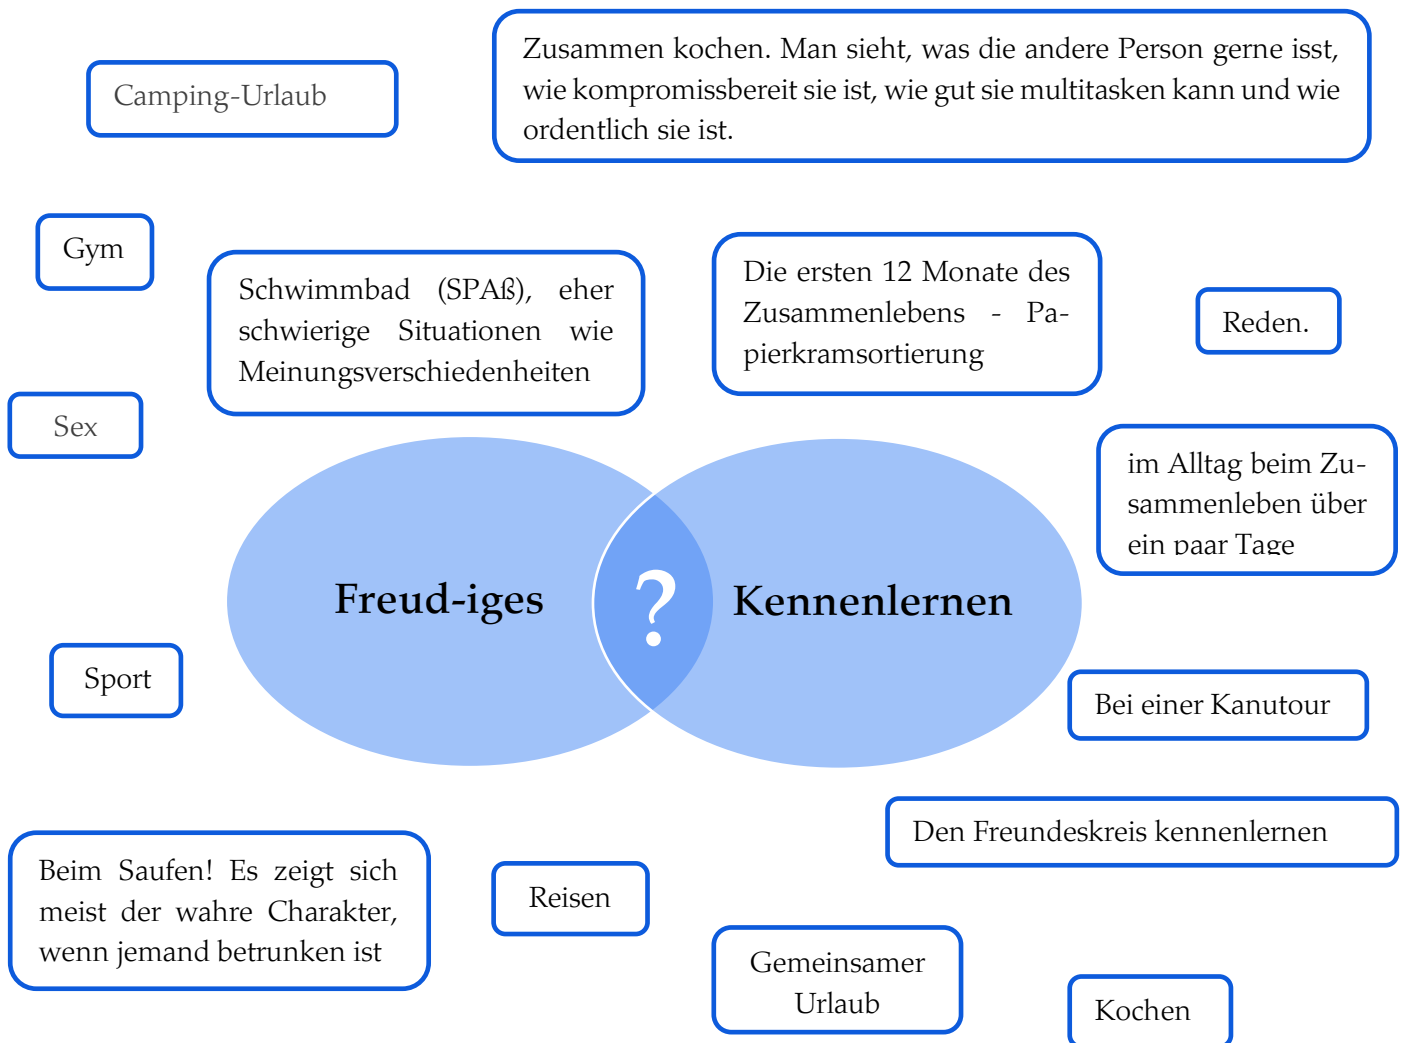 Camping-Urlaub
Zusammen kochen. Man sieht, was die andere Person gerne isst,
wie kompromissbereit sie ist, wie gut sie multitasken kann und wie
ordentlich sie ist.
Gym
Schwimmbad (SPAß), eher
schwierige Situationen wie
Meinungsverschiedenheiten
Die ersten 12 Monate des
Zusammenlebens - Pa-
pierkramsortierung
Reden.
Sex
im Alltag beim Zu-
sammenleben über
ein paar Tage
Freud-iges
?
Kennenlernen
Sport
Bei einer Kanutour
Den Freundeskreis kennenlernen
Beim Saufen! Es zeigt sich
meist der wahre Charakter,
wenn jemand betrunken ist
Reisen
Gemeinsamer
Urlaub
Kochen